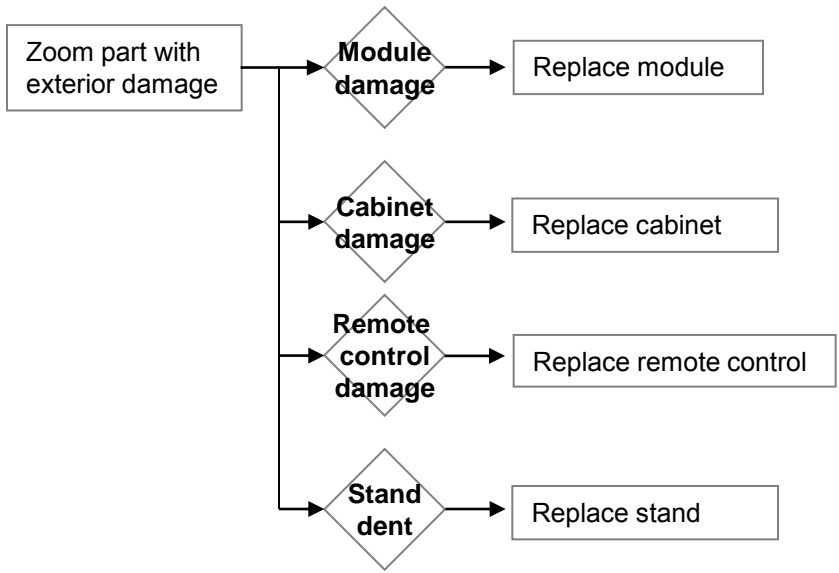 Zoom part with
exterior damage
Module
damage
Replace module
Cabinet
damage
Replace cabinet
Remote
control
damage
Replace remote control
Stand
dent
Replace stand